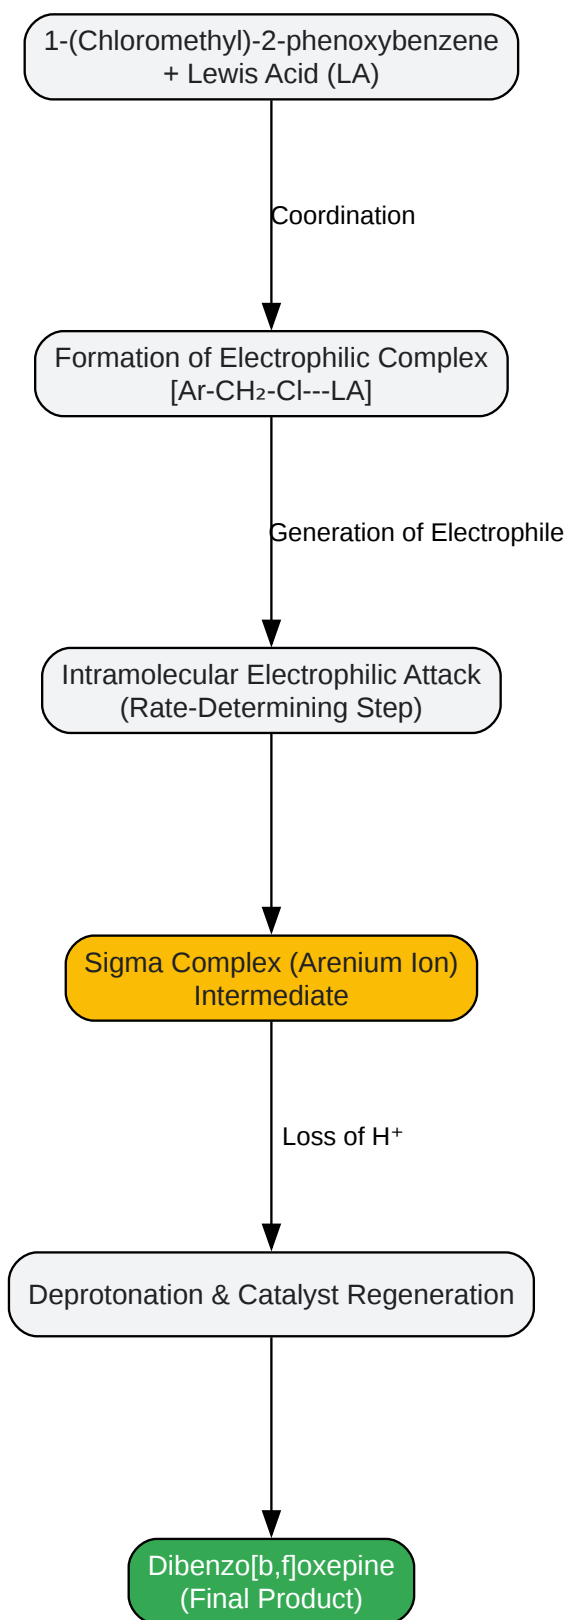 1-(Chloromethyl)-2-phenoxybenzene
+ Lewis Acid (LA)
Coordination
Formation of Electrophilic Complex
[Ar-CH₂-Cl---LA]
Generation of Electrophile
Intramolecular Electrophilic Attack
(Rate-Determining Step)
Sigma Complex (Arenium Ion)
Intermediate
Loss of H⁺
Deprotonation & Catalyst Regeneration
Dibenzo[b,f]oxepine
(Final Product)